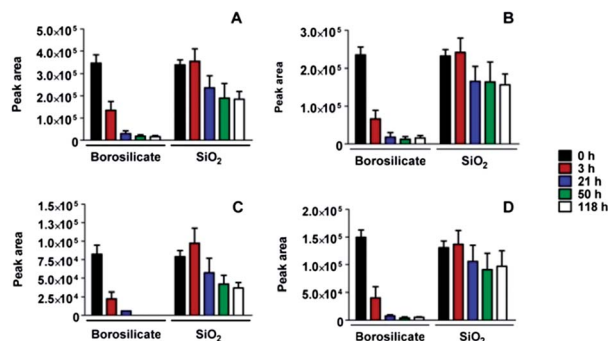 A
5.0×10⁵
4.0×10⁵
3.0×10⁵
2.0×10⁵
1.0×10⁵
0
Peak area
Borosilicate
SiO₂
B
3.0×10⁵
2.0×10⁵
1.0×10⁵
0
Peak area
Borosilicate
SiO₂
0 h
3 h
21 h
50 h
118 h
C
1.5×10⁵
1.0×10⁵
7.5×10⁴
5.0×10⁴
2.5×10⁴
0
Peak area
Borosilicate
SiO₂
D
2.0×10⁵
1.5×10⁵
1.0×10⁵
5.0×10⁴
0
Peak area
Borosilicate
SiO₂